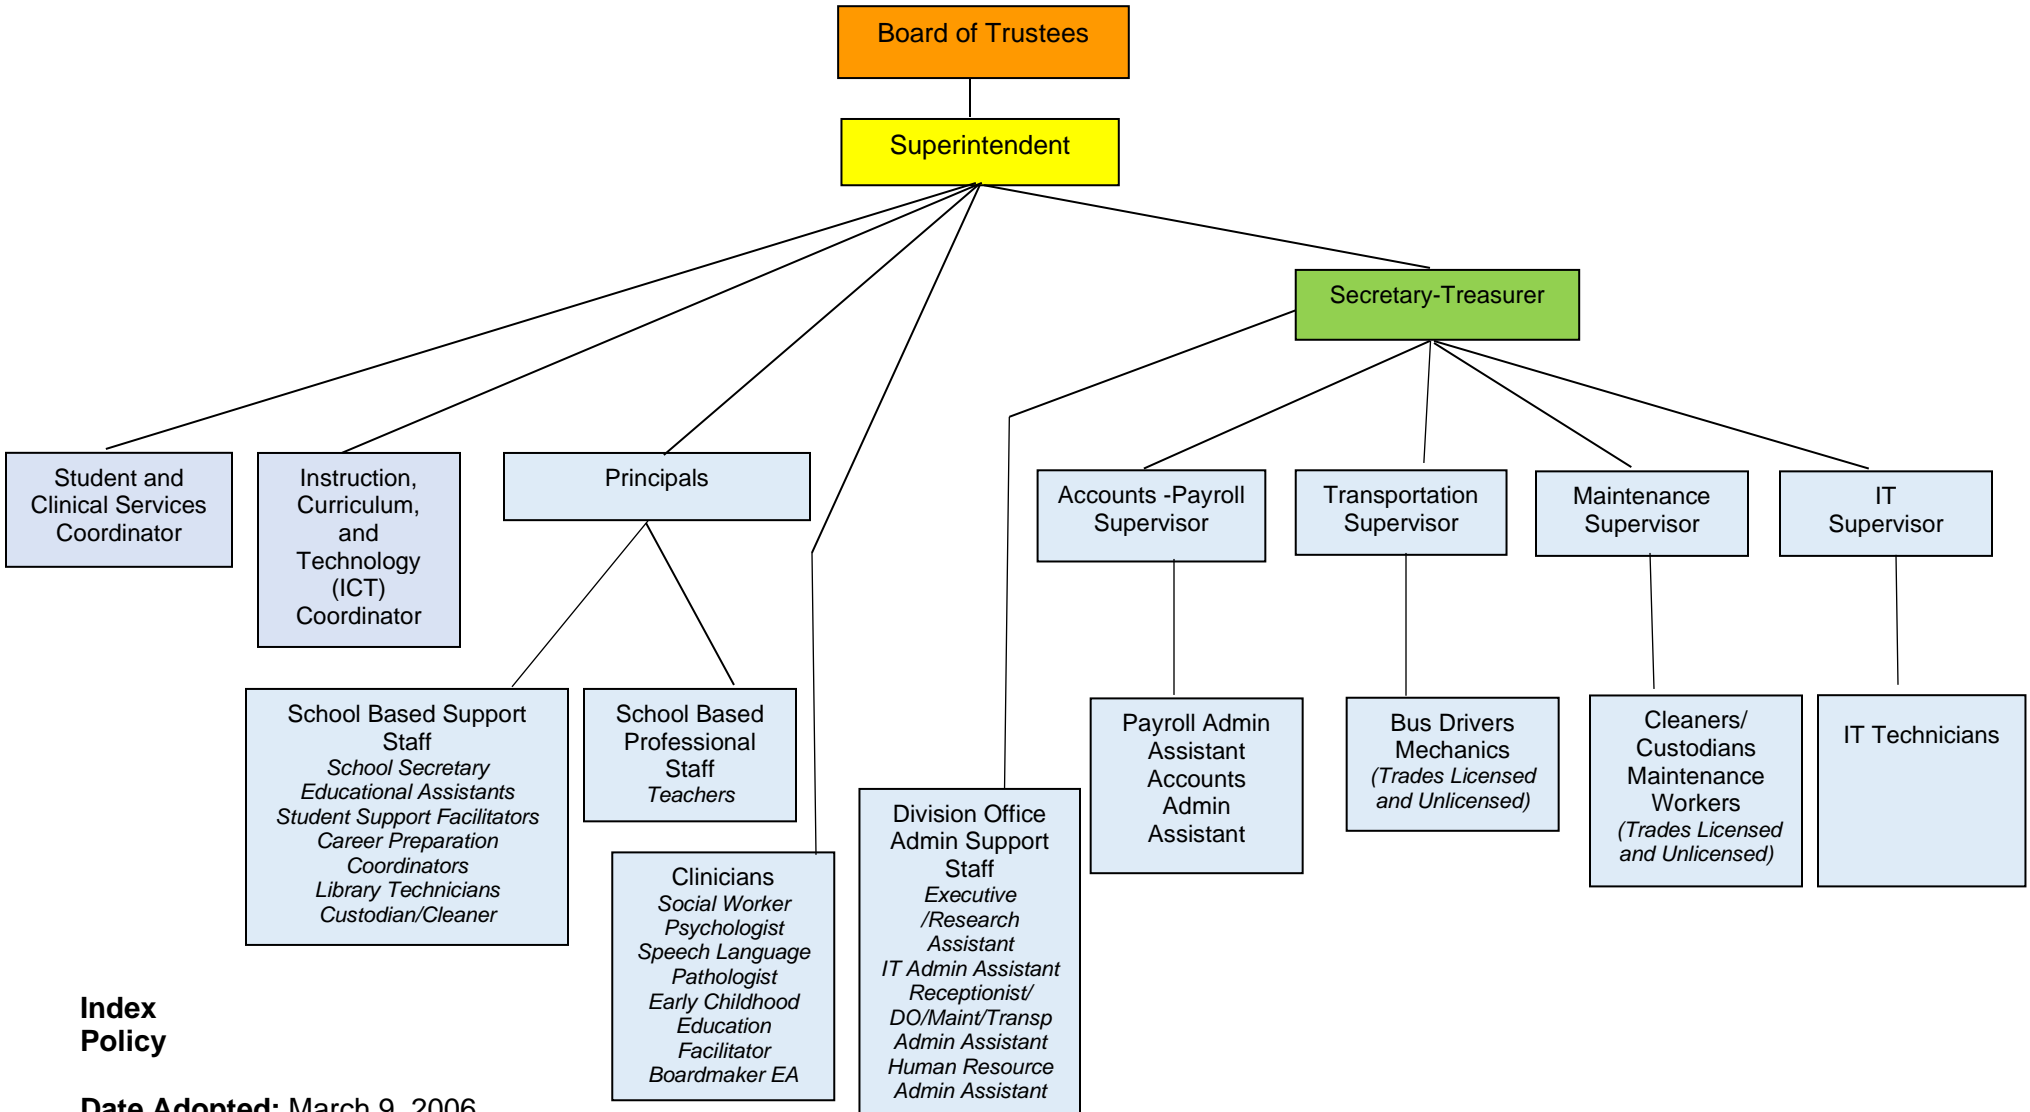 Board of Trustees
Superintendent
Secretary-Treasurer
Student and
Clinical Services
Coordinator
Instruction,
Curriculum,
and
Technology
(ICT)
Coordinator
Principals
Accounts -Payroll
Supervisor
Transportation
Supervisor
Maintenance
Supervisor
IT
Supervisor
School Based Support
Staff
School Secretary
Educational Assistants
Student Support Facilitators
Career Preparation
Coordinators
Library Technicians
Custodian/Cleaner
School Based
Professional
Staff
Teachers
Clinicians
Social Worker
Psychologist
Speech Language
Pathologist
Early Childhood
Education
Facilitator
Boardmaker EA
Division Office
Admin Support
Staff
Executive
/Research
Assistant
IT Admin Assistant
Receptionist/
DO/Maint/Transp
Admin Assistant
Human Resource
Admin Assistant
Payroll Admin
Assistant
Accounts
Admin
Assistant
Bus Drivers
Mechanics
(Trades Licensed
and Unlicensed)
Cleaners/
Custodians
Maintenance
Workers
(Trades Licensed
and Unlicensed)
IT Technicians
Index
Policy
Date Adopted: March 9, 2006